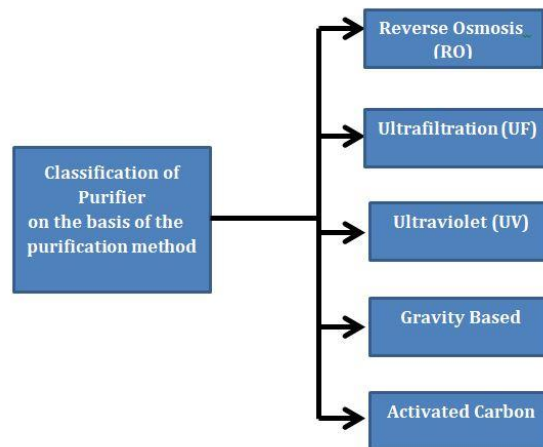 Classification of
Purifier
on the basis of the
purification method
Reverse Osmosis
(RO)
Ultrafiltration (UF)
Ultraviolet (UV)
Gravity Based
Activated Carbon